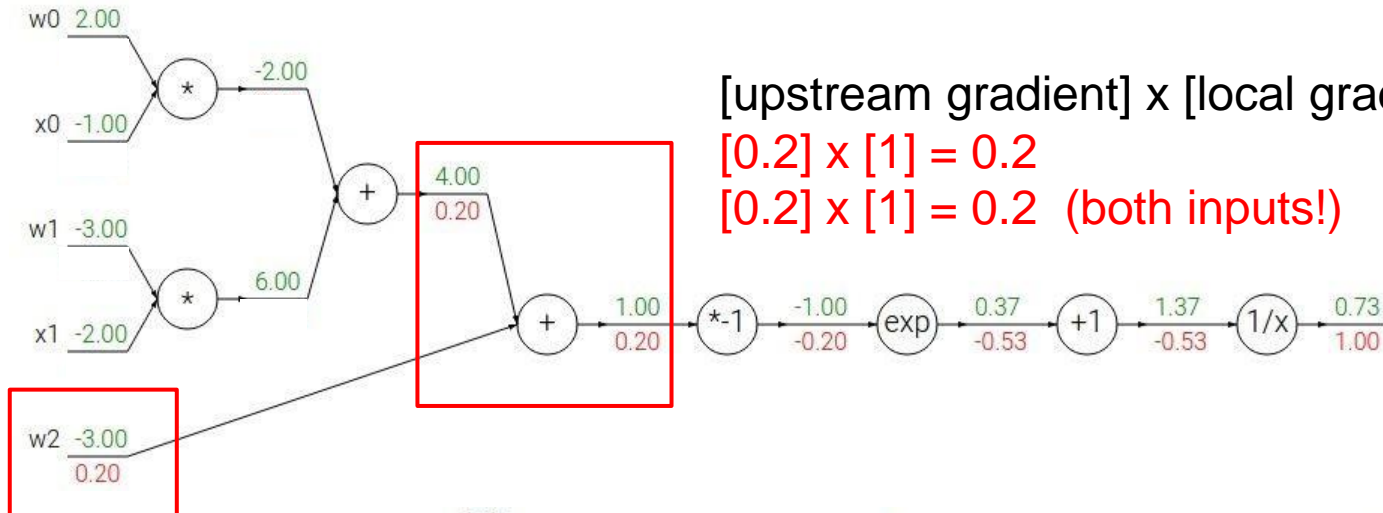 w0 2.00
-2.00
*
x0 -1.00
[upstream gradient] x [local
[0.2] x [1] = 0.2
[0.2] x [1] = 0.2 (both inputs!)
+
4.00
0.20
w1 -3.00
6.00
*
x1 -2.00
+
1.00
0.20
*-1
-1.00
-0.20
exp
0.37
-0.53
+1
1.37
-0.53
1/x
0.73
1.00
w2 -3.00
0.20